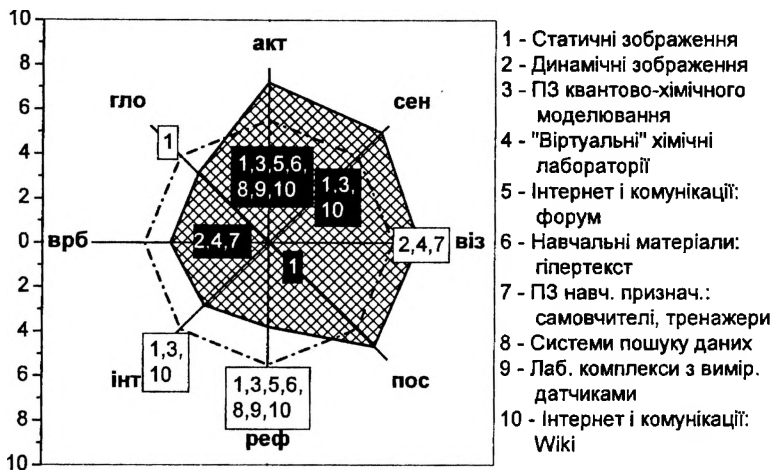 10
8
6
4
2
0
2
4
6
8
10
акт
гло
сен
1
1,3,5,6,
8,9,10
1,3,
10
врб
2,4,7
2,4,7
віз
1
1,3,
10
інт
1,3,5,6,
8,9,10
реф
пос
1 - Статичні зображення
2 - Динамічні зображення
3 - ПЗ квантово-хімічного
моделювання
4 - "Віртуальні" хімічні
лабораторії
5 - Інтернет і комунікації:
форум
6 - Навчальні матеріали:
гіпертекст
7 - ПЗ навч. признач.:
самовчителі, тренажери
8 - Системи пошуку даних
9 - Лаб. комплекси з вимір.
датчиками
10 - Інтернет і комунікації:
Wiki